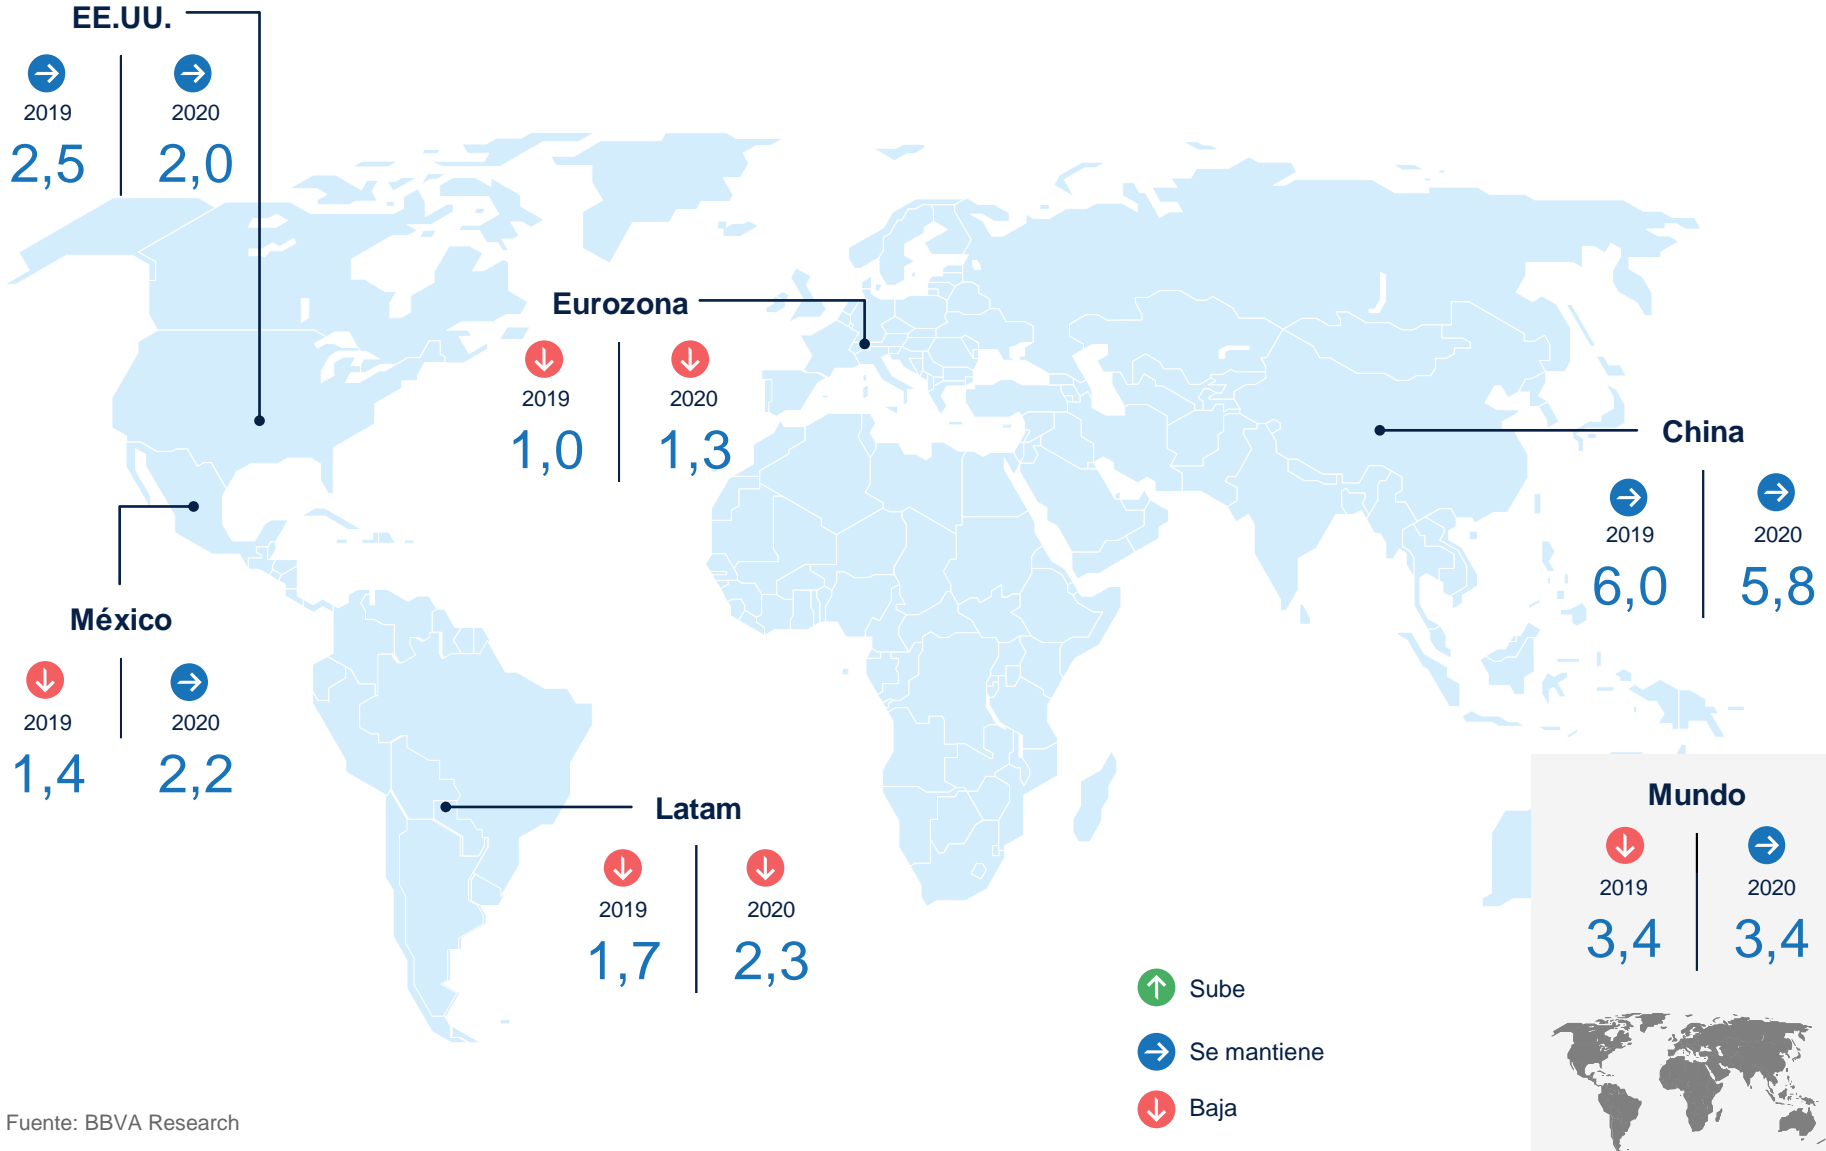 EE.UU.
2019 2020
2,5 2,0
Eurozona
2019 2020
1,0 1,3
China
2019 2020
6,0 5,8
México
2019 2020
1,4 2,2
Latam
2019 2020
1,7 2,3
Mundo
2019 2020
3,4 3,4
Sube
Se mantiene
Baja
Fuente: BBVA Research